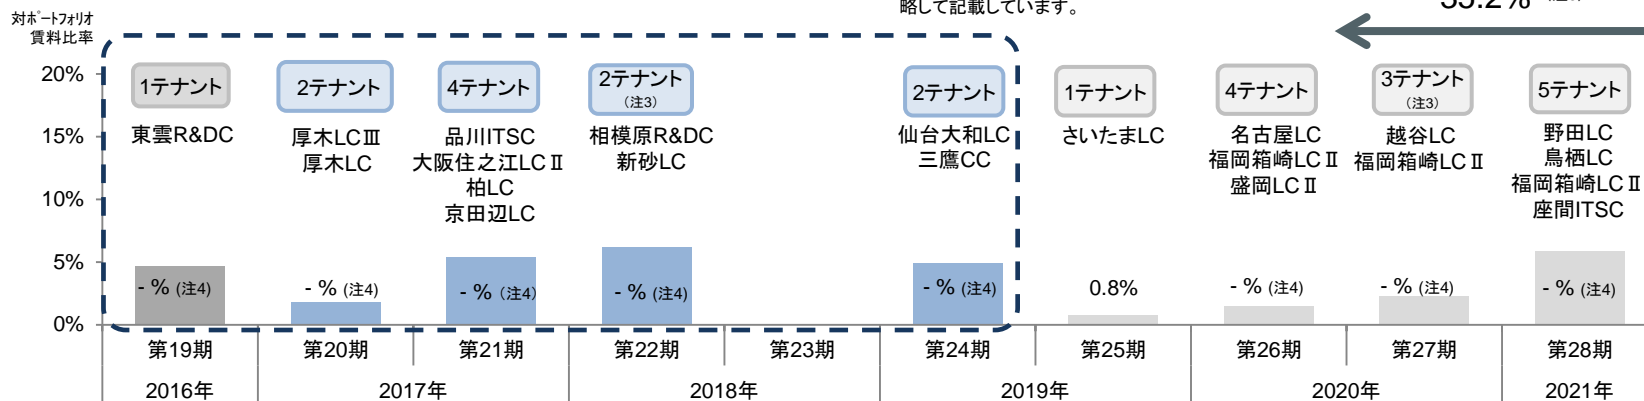 略して記載しています。
対ポートフォリオ
賃料比率
20%
15%
10%
5%
0%
1テナント
東雲R&DC
- % (注4)
2テナント
厚木LCⅢ
厚木LC
- % (注4)
4テナント
品川ITSC
大阪住之江LCⅡ
柏LC
京田辺LC
- % (注4)
2テナント
(注3)
相模原R&DC
新砂LC
- % (注4)
2テナント
仙台大和LC
三鷹CC
- % (注4)
1テナント
さいたまLC
0.8%
4テナント
名古屋LC
福岡箱崎LCⅡ
盛岡LCⅡ
- % (注4)
3テナント
(注3)
越谷LC
福岡箱崎LCⅡ
- % (注4)
5テナント
野田LC
鳥栖LC
福岡箱崎LCⅡ
座間ITSC
- % (注4)
第19期 第20期 第21期 第22期 第23期 第24期 第25期 第26期 第27期 第28期
2016年 2017年 2018年 2019年 2020年 2021年